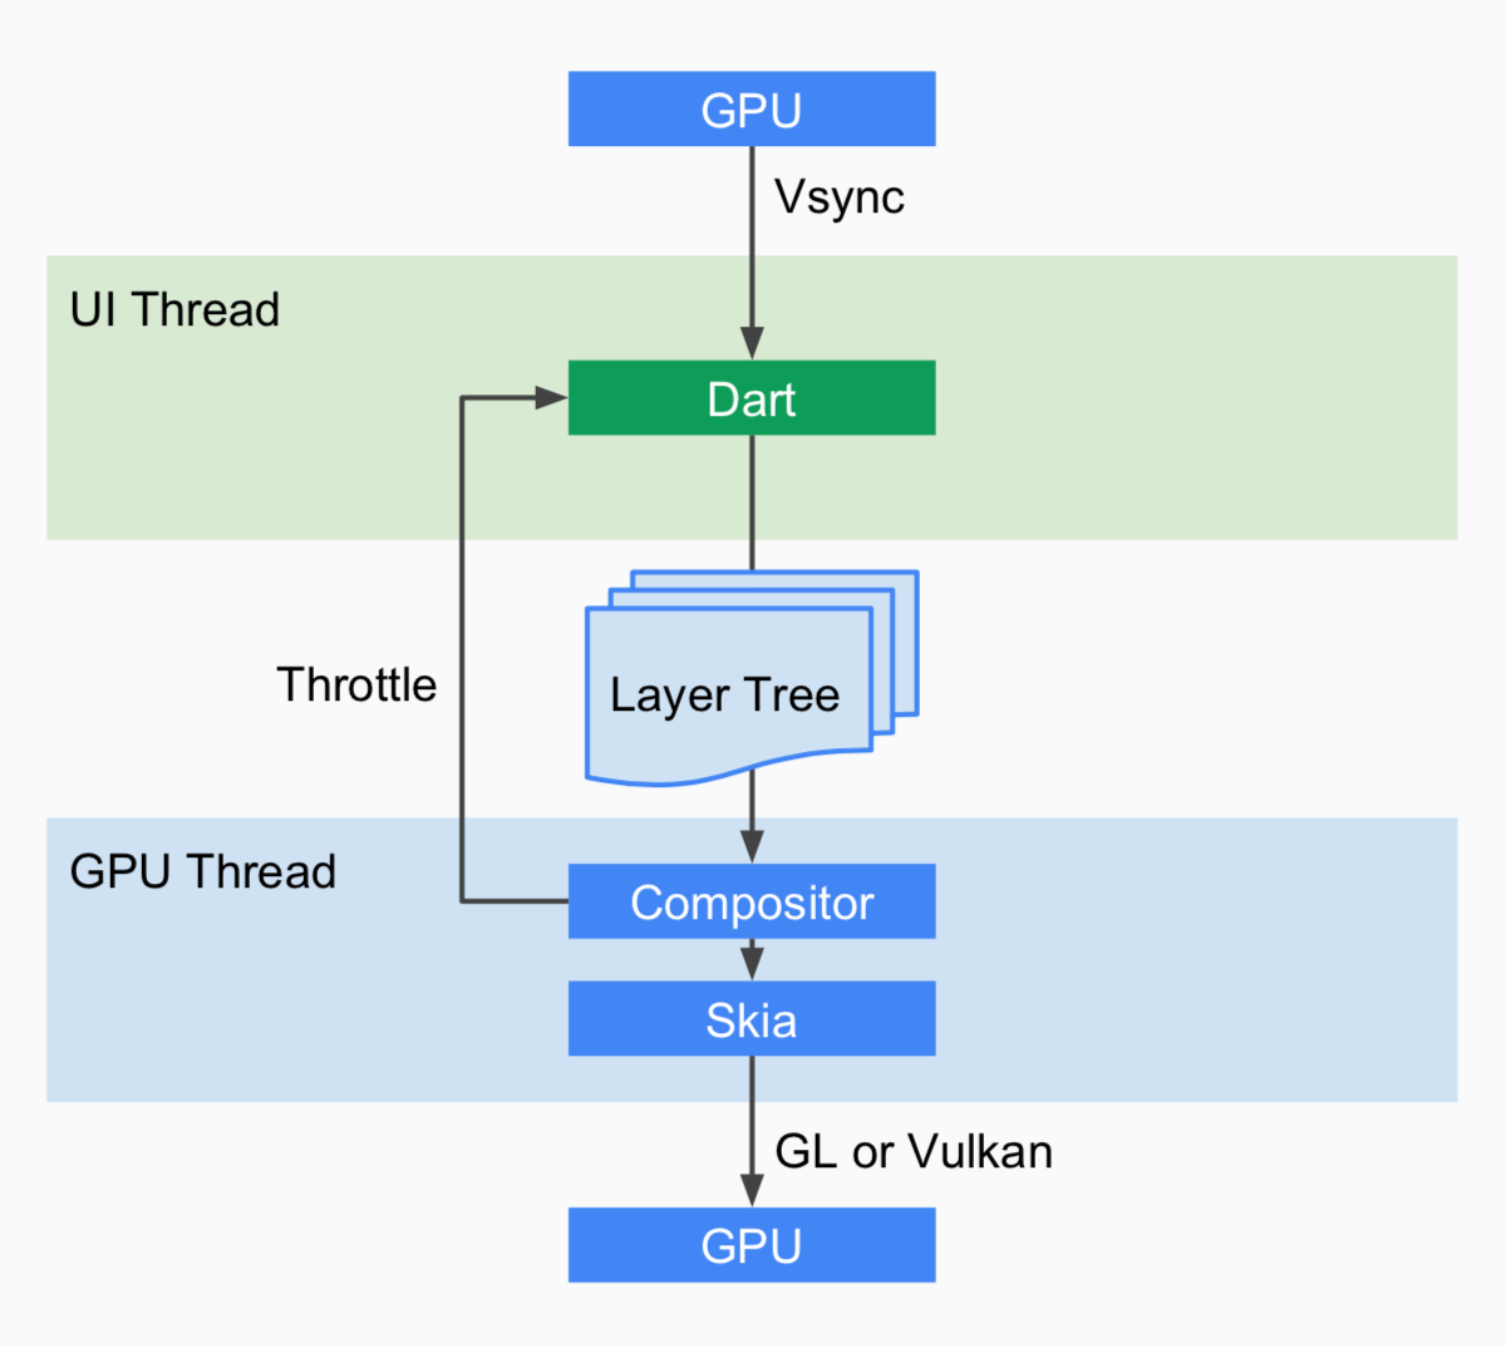 GPU
Vsync
UI Thread
Dart
Throttle
Layer Tree
GPU Thread
Compositor
Skia
GL or Vulkan
GPU